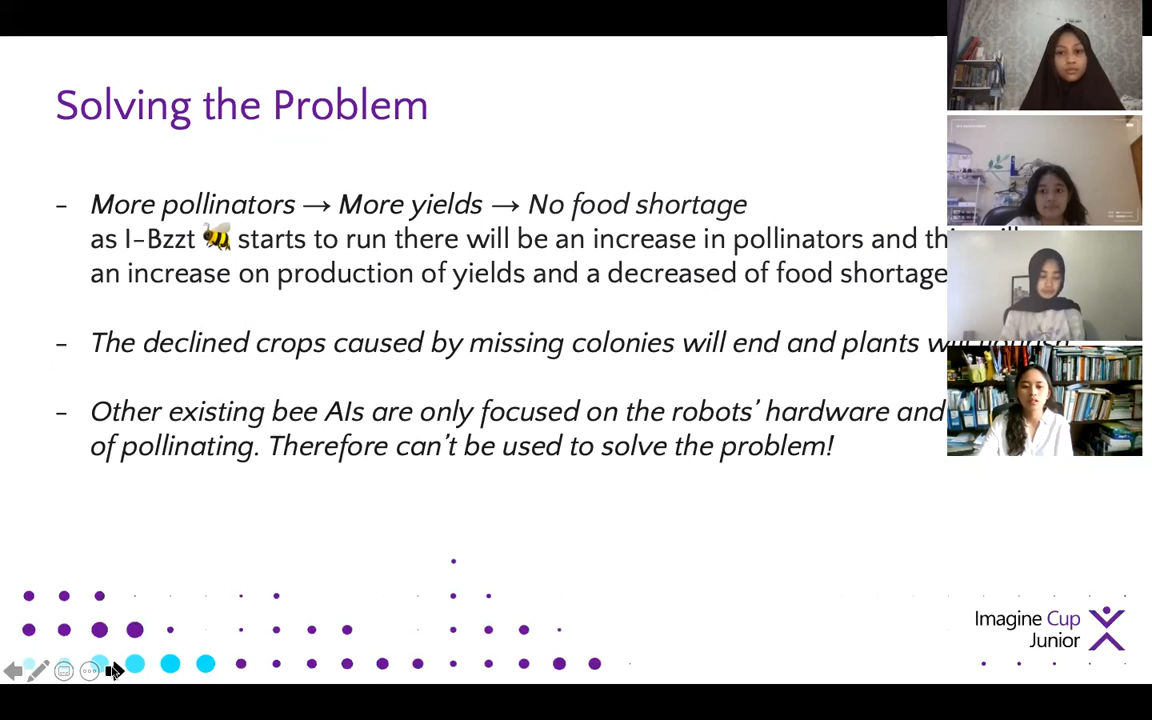 Solving the Problem
- More pollinators → More yields → No food shortage
as I-Bzzt 🐝 starts to run there will be an increase in pollinators and
an increase on production of yields and a decreased of food shortage
- The declined crops caused by missing colonies will end and plants
- Other existing bee AIs are only focused on the robots' hardware and
of pollinating. Therefore can't be used to solve the problem!
Imagine Cup
Junior